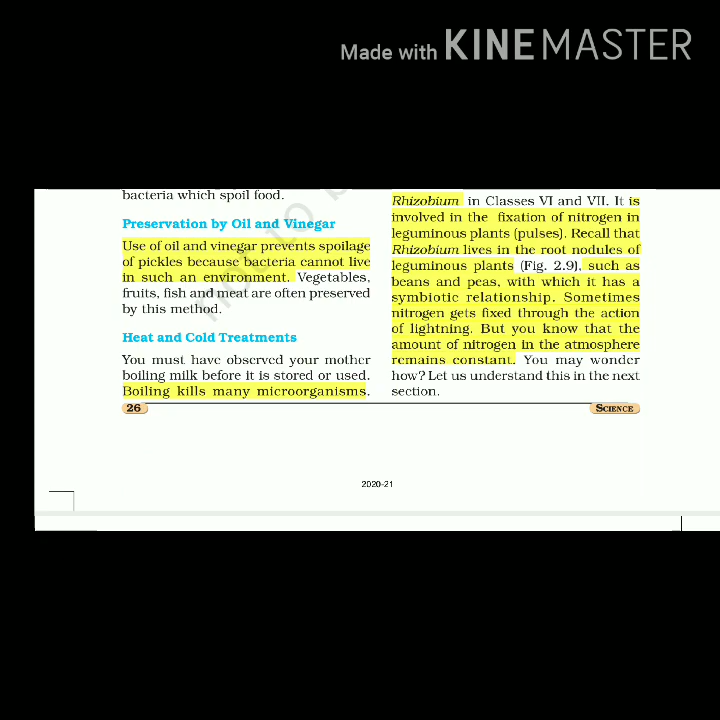 Made with KINEMASTER
bacteria which spoil food.
Preservation by Oil and Vinegar
Use of oil and vinegar prevents spoilage
of pickles because bacteria cannot live
in such an environment. Vegetables,
fruits, fish and meat are often preserved
by this method.
Heat and Cold Treatments
You must have observed your mother
boiling milk before it is stored or used.
Boiling kills many microorganisms.
Rhizobium in Classes VI and VII. It is
involved in the fixation of nitrogen in
leguminous plants (pulses). Recall that
Rhizobium lives in the root nodules of
leguminous plants (Fig. 2.9), such as
beans and peas, with which it has a
symbiotic relationship. Sometimes
nitrogen gets fixed through the action
of lightning. But you know that the
amount of nitrogen in the atmosphere
remains constant. You may wonder
how? Let us understand this in the next
section.
26
SCIENCE
2020-21
not to b